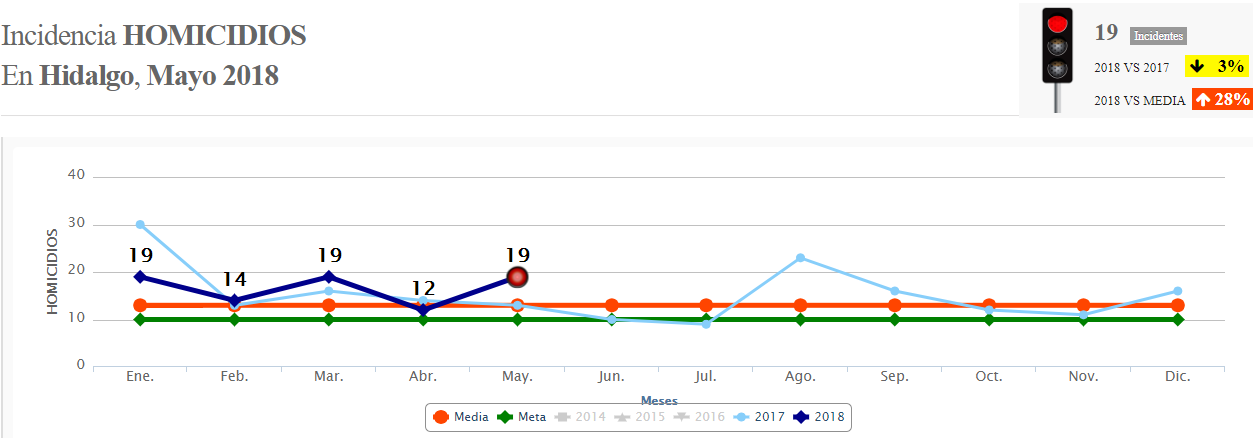 Incidencia HOMICIDIOS
En Hidalgo, Mayo 2018
19 Incidentes
2018 VS 2017 3%
2018 VS MEDIA 28%
HOMICIDIOS
40
30
20
10
0
19 14 19 12 19
Ene. Feb. Mar. Abr. May. Jun. Jul. Ago. Sep. Oct. Nov. Dic.
Meses
Media Meta 2014 2015 2016 2017 2018